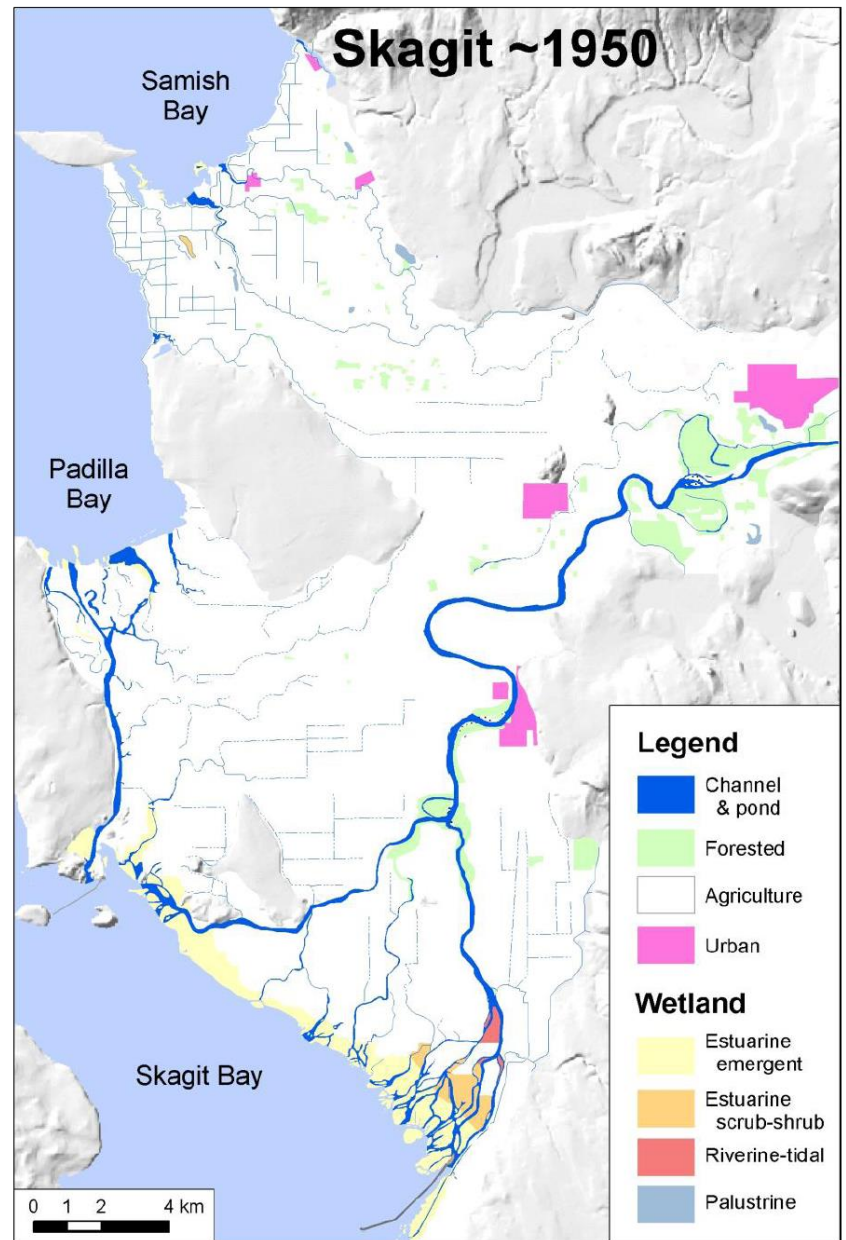 Skagit ~1950
Samish
Bay
Padilla
Bay
Skagit Bay
Legend
Channel
& pond
Forested
Agriculture
Urban
Wetland
Estuarine
emergent
Estuarine
scrub-shrub
Riverine-tidal
Palustrine
0 1 2 4 km